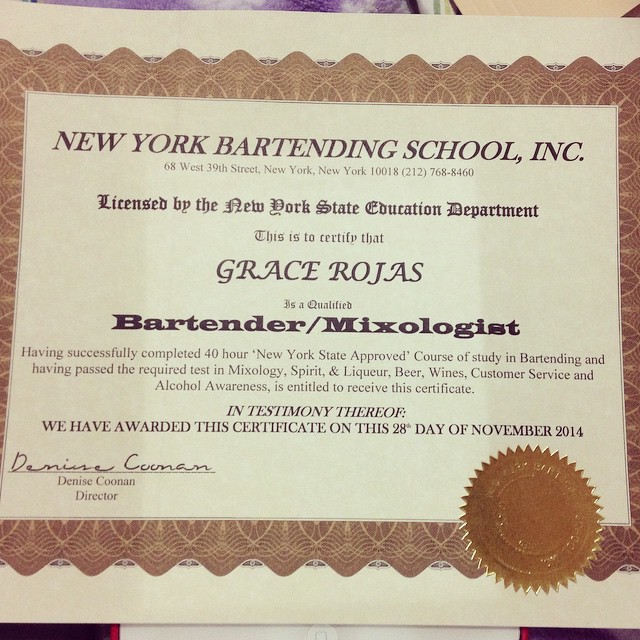 NEW YORK BARTENDING SCHOOL, INC.
68 West 39th Street, New York, New York 10018 (212) 768-8460
Licensed by the New York State Education Department
This is to certify that
GRACE ROJAS
Is a Qualified
Bartender/Mixologist
Having successfully completed 40 hour 'New York State Approved' Course of study in Bartending and
having passed the required test in Mixology, Spirit, & Liqueur, Beer, Wines, Customer Service and
Alcohol Awareness, is entitled to receive this certificate.
IN TESTIMONY THEREOF:
WE HAVE AWARDED THIS CERTIFICATE ON THIS 28th DAY OF NOVEMBER 2014
Denise Coonan
Denise Coonan
Director